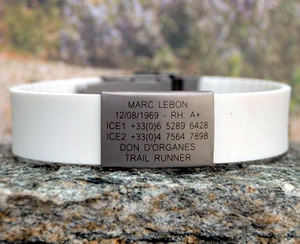 MARC LEBON
12/08/1969 - RH. A+
ICE1 +33(0)6 5289 6428
ICE2 +33(0)4 7564 7898
DON D'ORGANES
TRAIL RUNNER